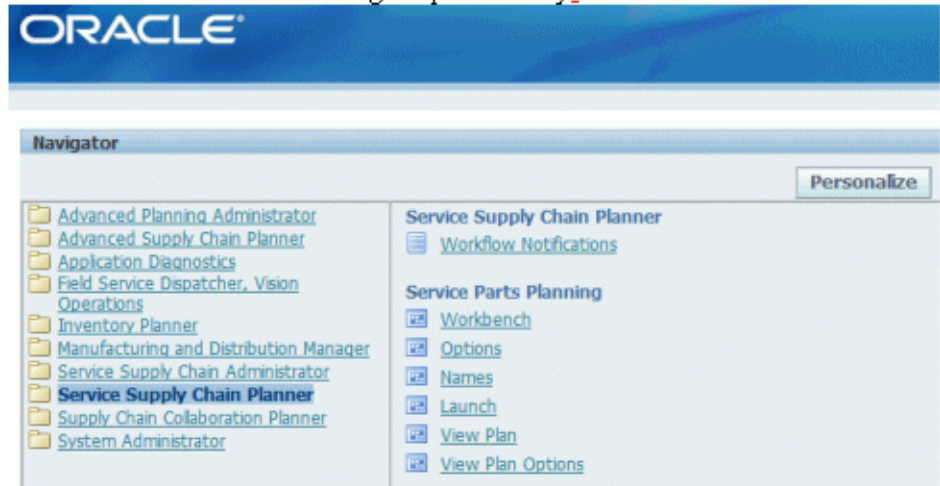 ORACLE
Navigator
Personalize
Advanced Planning Administrator
Advanced Supply Chain Planner
Application Diagnostics
Field Service Dispatcher, Vision
Operations
Inventory Planner
Manufacturing and Distribution Manager
Service Supply Chain Administrator
Service Supply Chain Planner
Supply Chain Collaboration Planner
System Administrator
Service Supply Chain Planner
Workflow Notifications
Service Parts Planning
Workbench
Options
Names
Launch
View Plan
View Plan Options